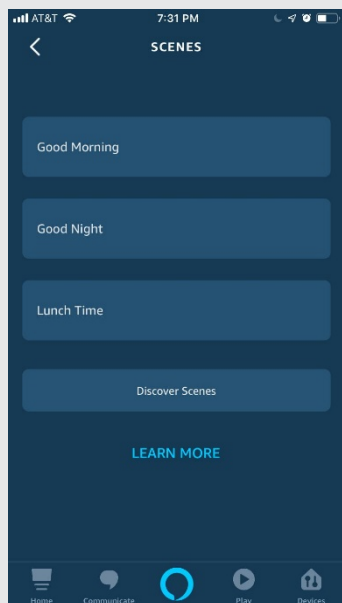 AT&T 7:31 PM
SCENES
Good Morning
Good Night
Lunch Time
Discover Scenes
LEARN MORE
Home Communicate Play Devices